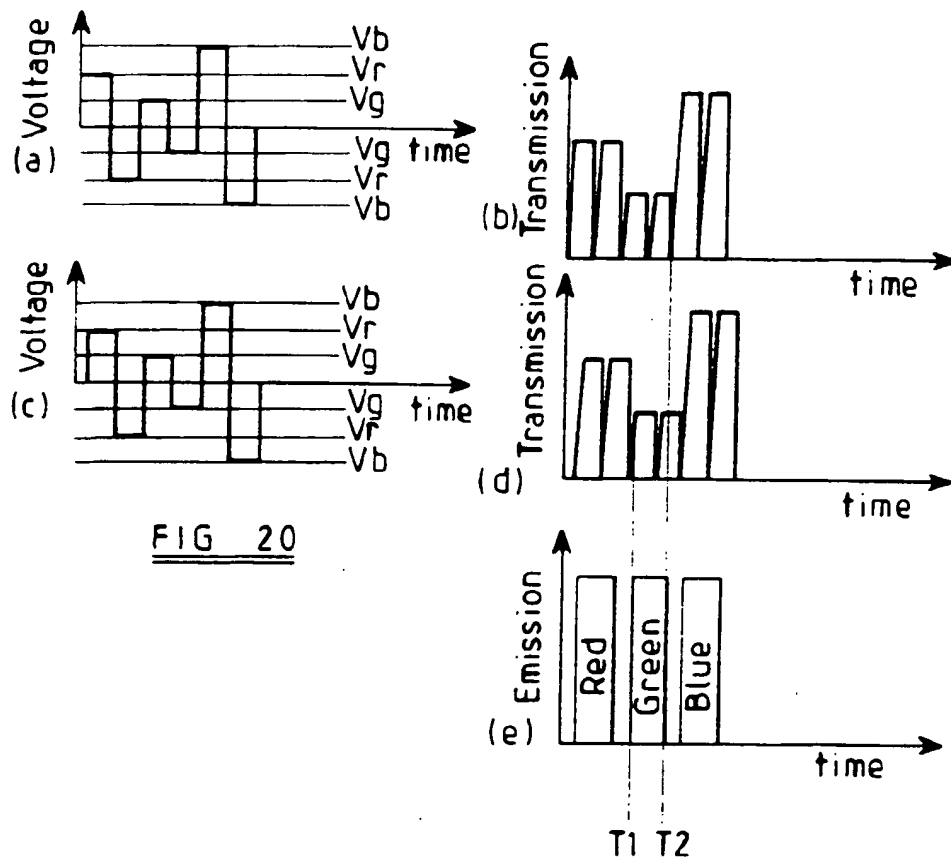 Voltage
Vb
Vr
Vg
time
Vg
Vr
Vb
(a)
Transmission
(b)
time
Voltage
Vb
Vr
Vg
time
Vg
Vr
Vb
(c)
Transmission
(d)
time
FIG 20
Emission
Red
Green
Blue
(e)
time
T1 T2